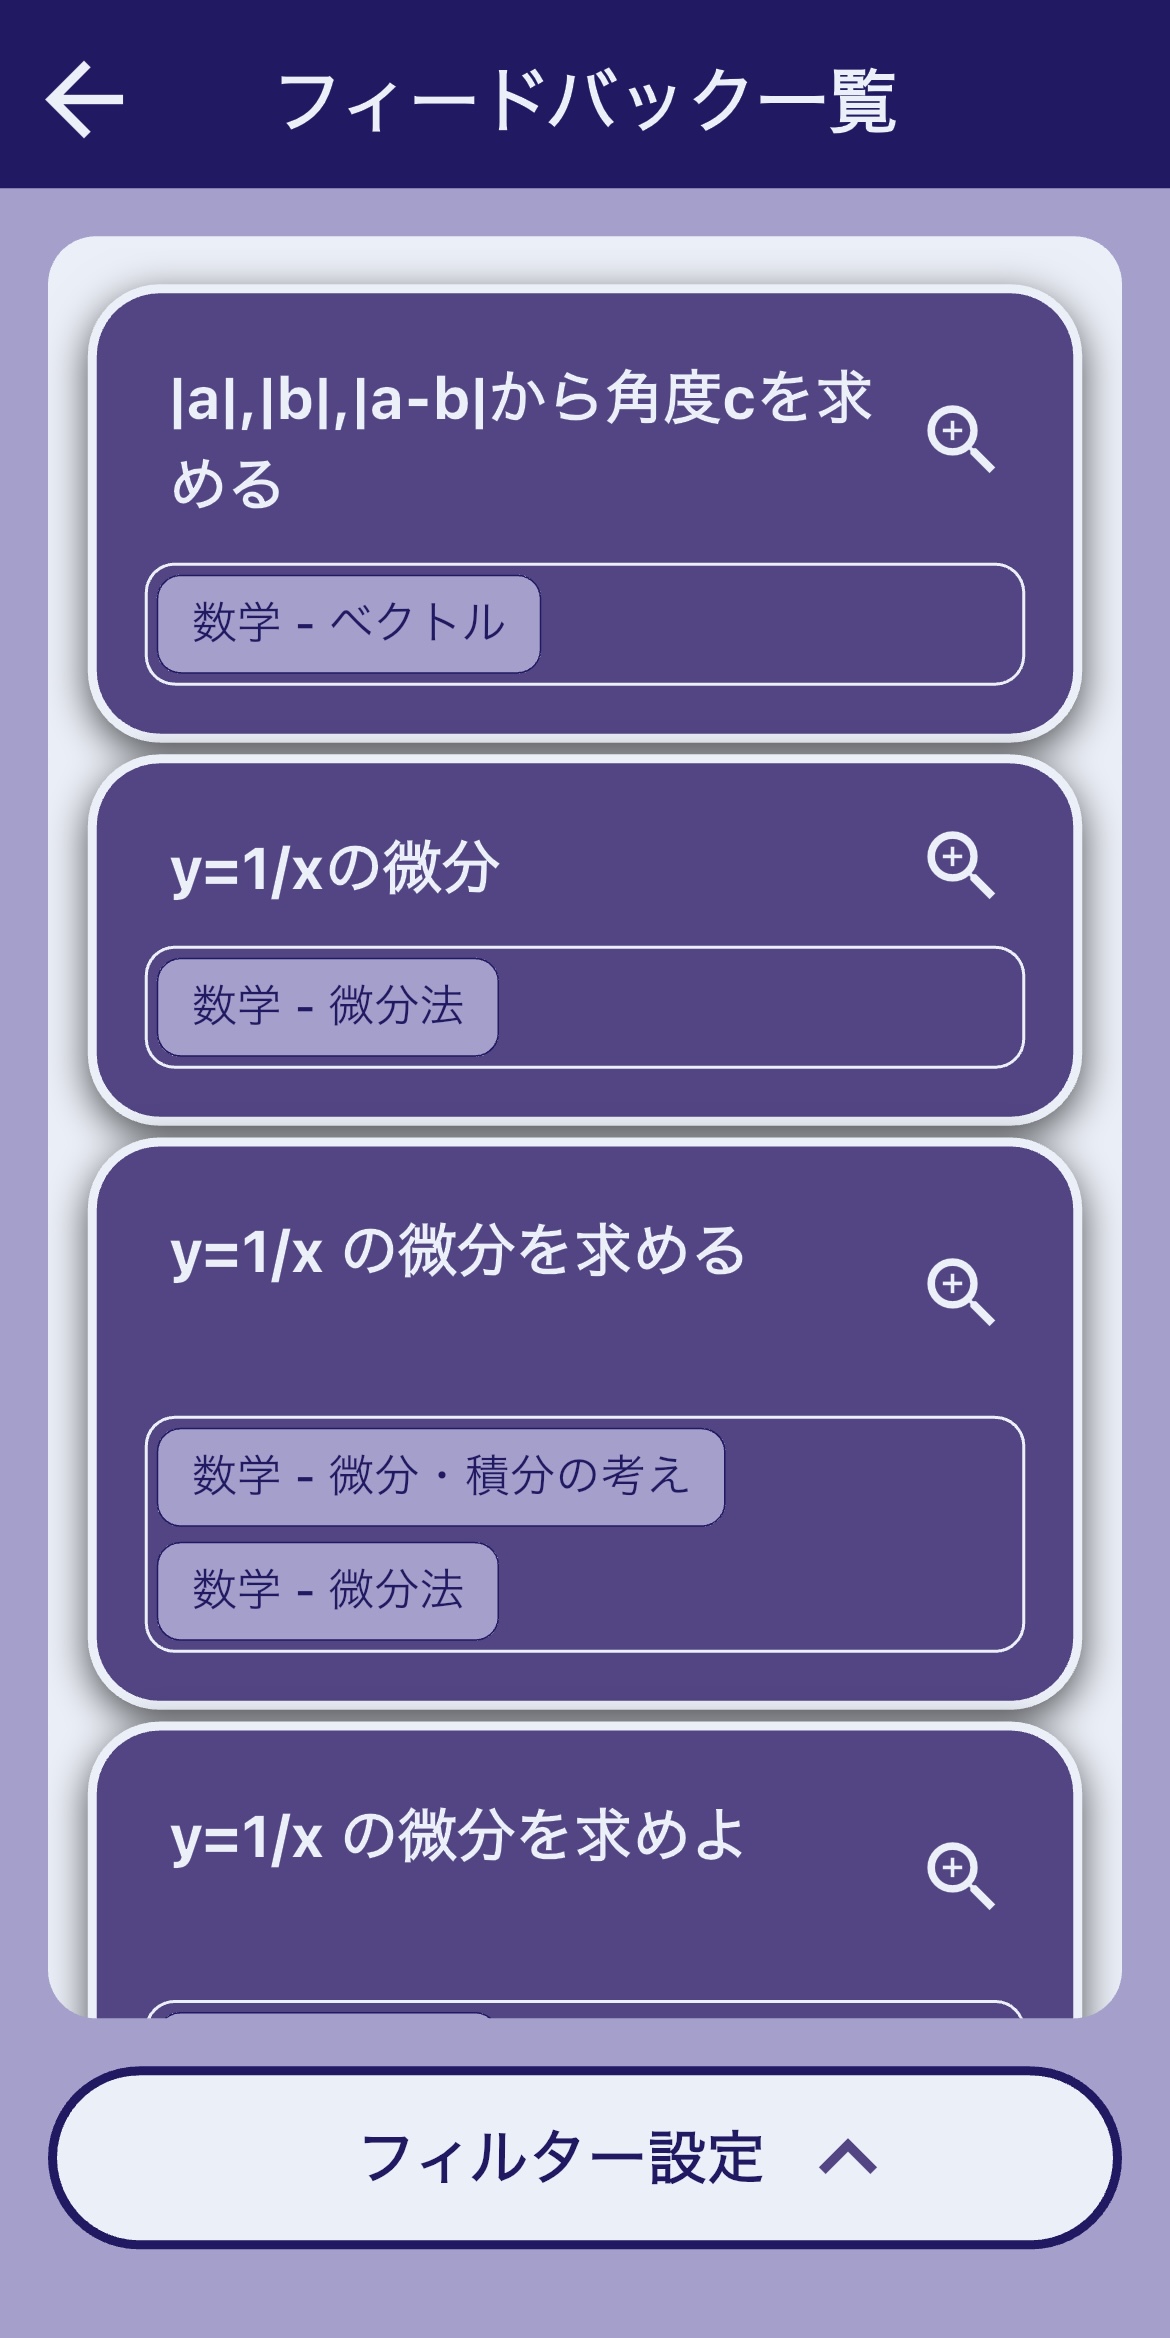 フィードバック一覧
|a|,|b|,|a-b|から角度cを求
める
数学 - ベクトル
y=1/xの微分
数学 - 微分法
y=1/x の微分を求める
数学 - 微分・積分の考え
数学 - 微分法
y=1/x の微分を求めよ
フィルター設定